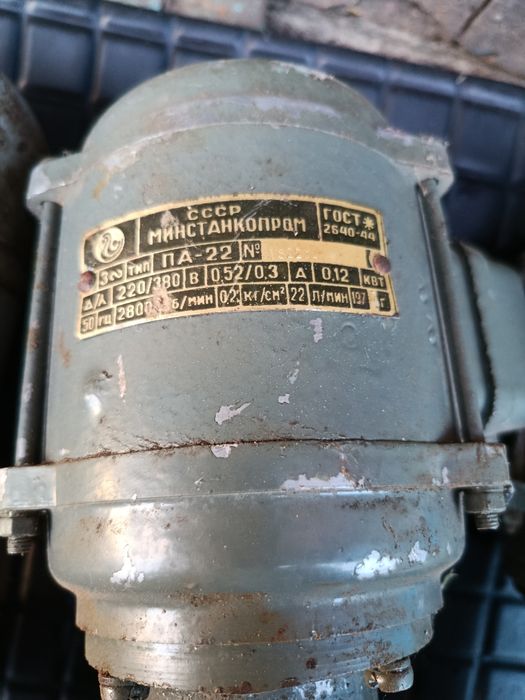 СССР
МИНСТАНКОПРОМ
ГОСТ*
2640-44
3∾ ТИП ПА-22 №
Δ/⅄ 220/380 В 0,52/0,3 А 0,12 КВТ
50 ГЦ 2800 ОБ/МИН 0,2 КГ/СМ² 22 Л/МИН 197 Г